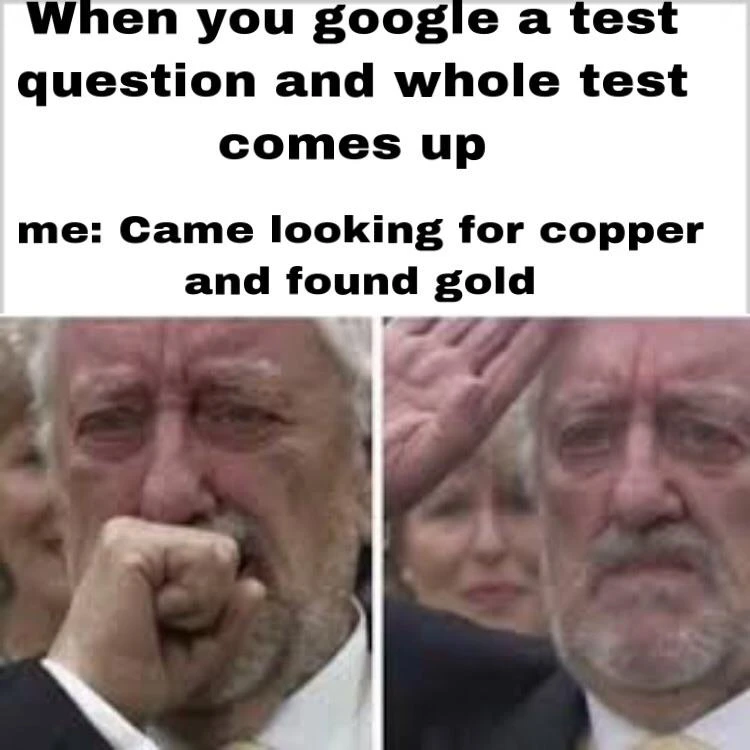 When you google a test
question and whole test
comes up
me: Came looking for copper
and found gold